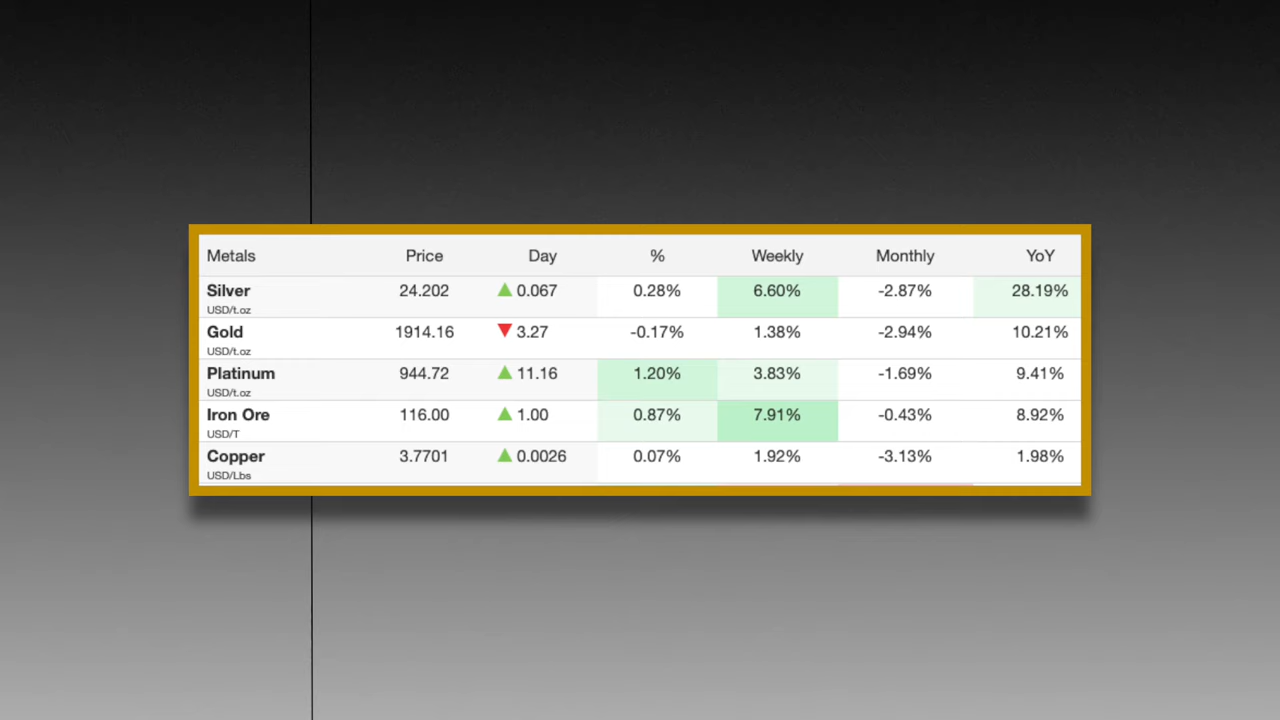 Metals Price Day % Weekly Monthly YoY
Silver 24.202 ▲ 0.067 0.28% 6.60% -2.87% 28.19%
USD/t.oz
Gold 1914.16 ▼ 3.27 -0.17% 1.38% -2.94% 10.21%
USD/t.oz
Platinum 944.72 ▲ 11.16 1.20% 3.83% -1.69% 9.41%
USD/t.oz
Iron Ore 116.00 ▲ 1.00 0.87% 7.91% -0.43% 8.92%
USD/T
Copper 3.7701 ▲ 0.0026 0.07% 1.92% -3.13% 1.98%
USD/Lbs